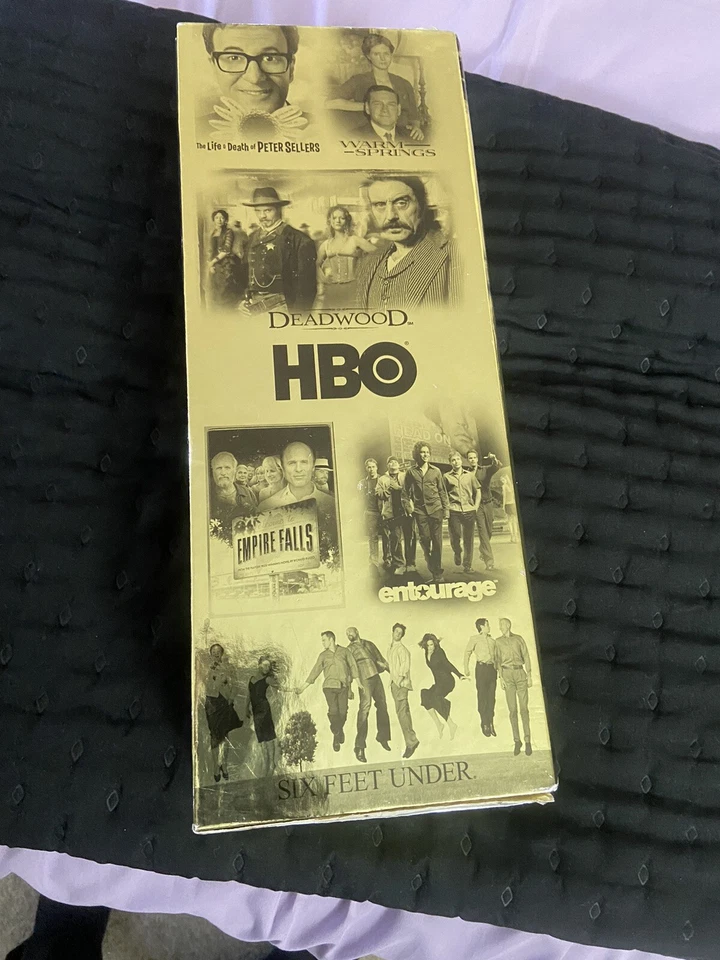 The Life & Death of PETER SELLERS
WARM
SPRINGS
DEADWOOD
HBO®
EMPIRE FALLS
entourage
SIX FEET UNDER